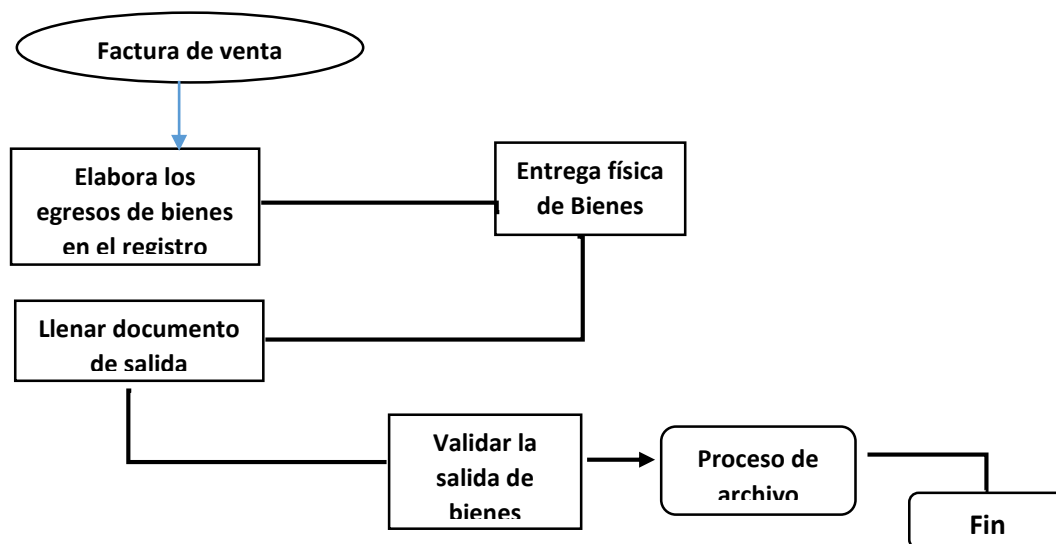 Factura de venta
Elabora los
egresos de bienes
en el registro
Entrega física
de Bienes
Llenar documento
de salida
Validar la
salida de
bienes
Proceso de
archivo
Fin